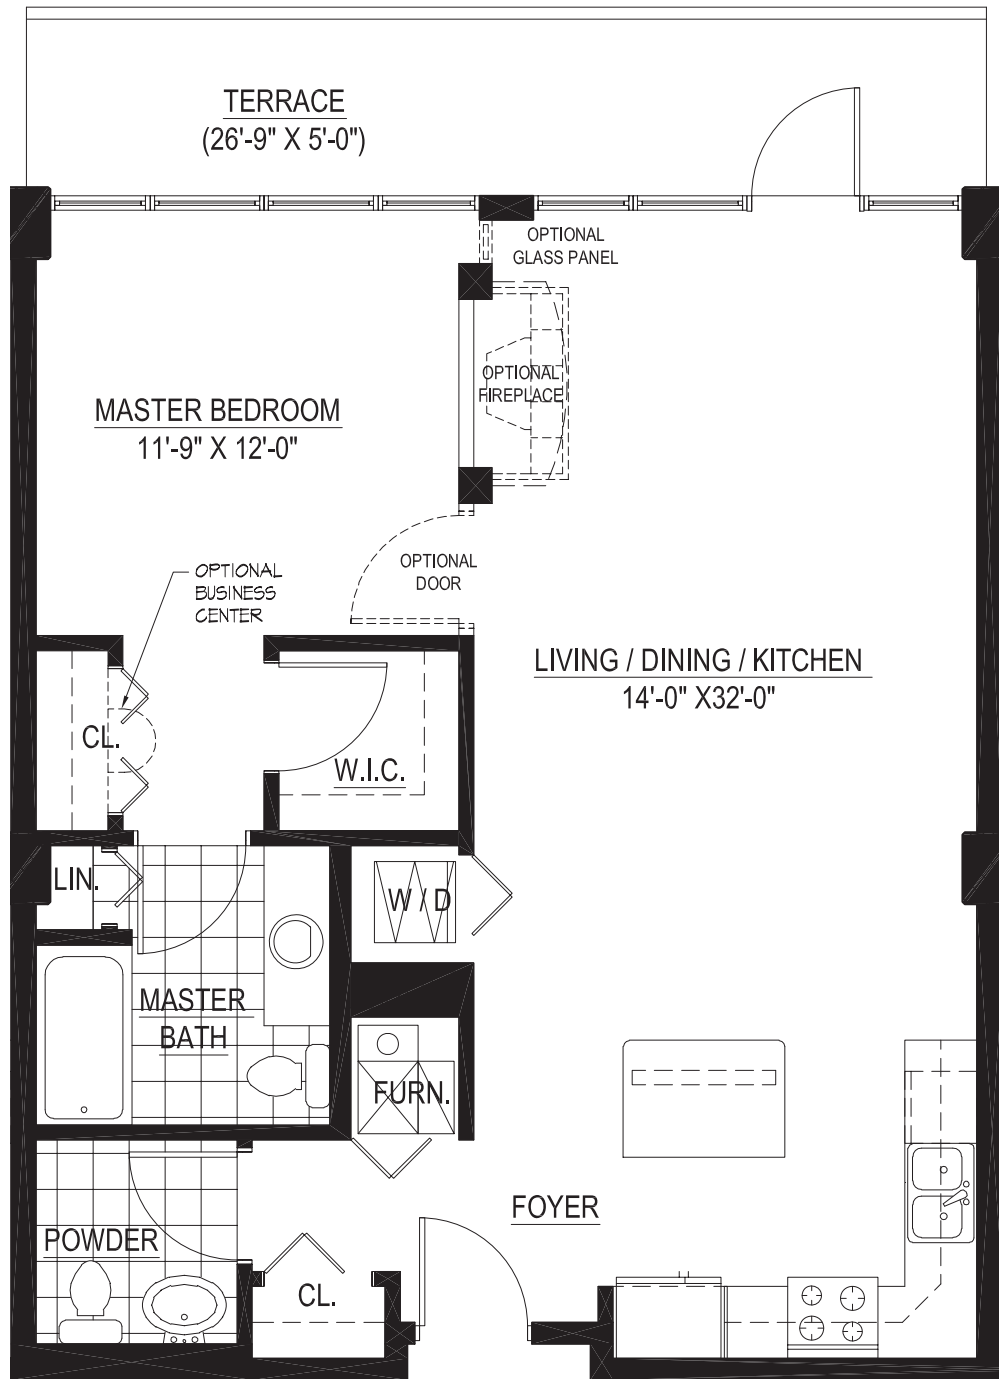 TERRACE
(26'-9" X 5'-0")
OPTIONAL
GLASS PANEL
OPTIONAL
FIREPLACE
MASTER BEDROOM
11'-9" X 12'-0"
OPTIONAL
DOOR
OPTIONAL
BUSINESS
CENTER
LIVING / DINING / KITCHEN
14'-0" X32'-0"
CL.
W.I.C.
LIN.
W / D
MASTER
BATH
FURN.
FOYER
POWDER
CL.